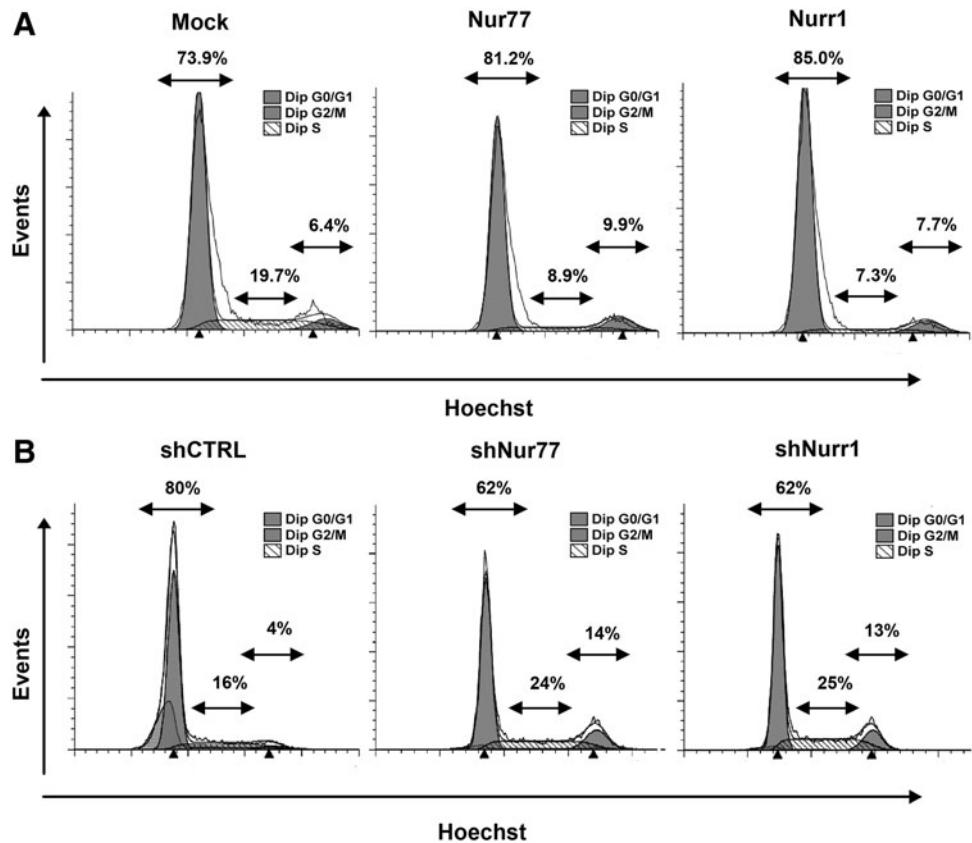 A
Mock
Nur77
Nurr1
73.9%
81.2%
85.0%
Dip G0/G1
Dip G2/M
Dip S
Dip G0/G1
Dip G2/M
Dip S
Dip G0/G1
Dip G2/M
Dip S
6.4%
9.9%
7.7%
19.7%
8.9%
7.3%
Events
Hoechst
B
shCTRL
shNur77
shNurr1
80%
62%
62%
Dip G0/G1
Dip G2/M
Dip S
Dip G0/G1
Dip G2/M
Dip S
Dip G0/G1
Dip G2/M
Dip S
4%
14%
13%
16%
24%
25%
Events
Hoechst